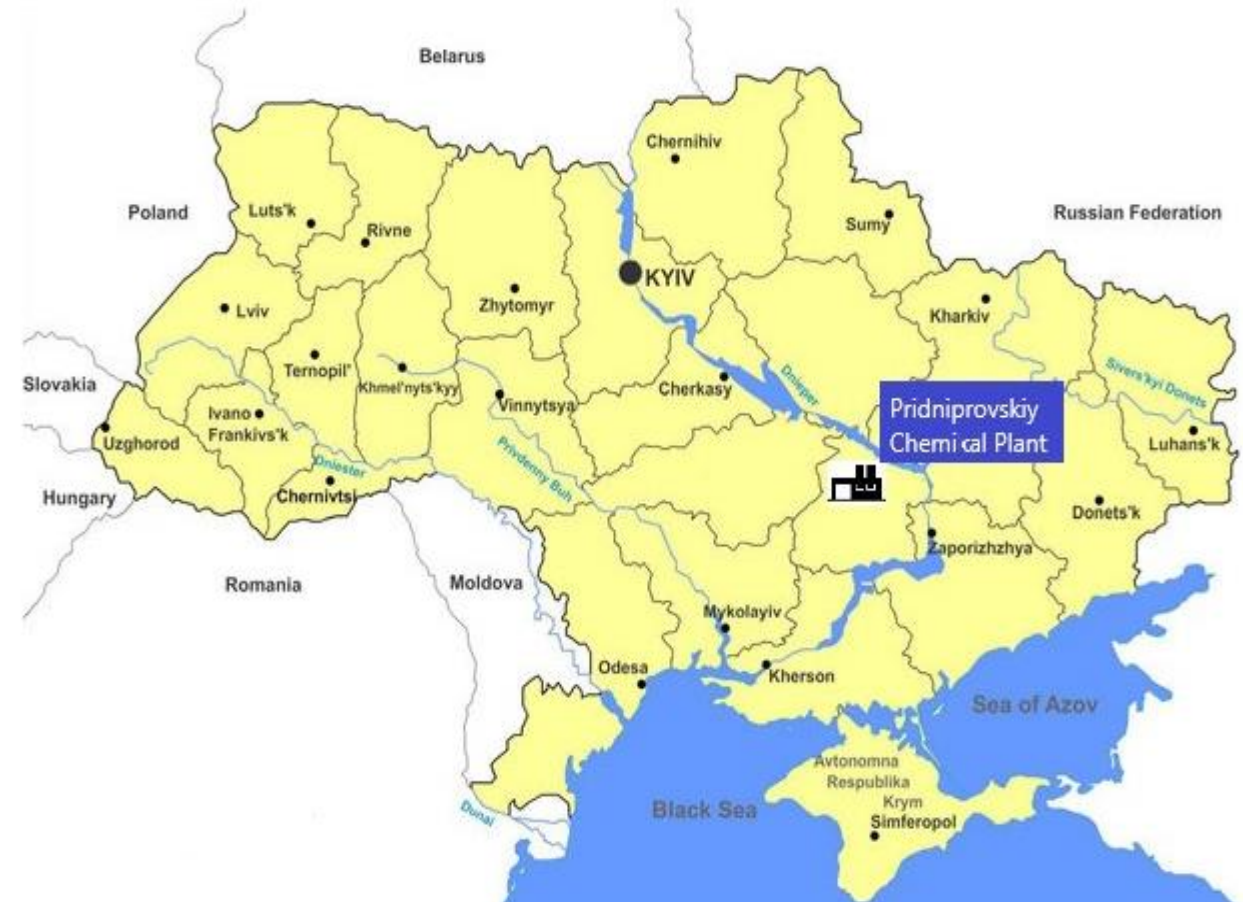 Belarus
Chernihiv
Poland
Luts'k
Rivne
Sumy
Russian Federation
KYIV
Zhytomyr
Lviv
Kharkiv
Ternopil'
Khmel'nyts'kyy
Slovakia
Cherkasy
Dnieper
Sivers'kyi Donets
Pridniprovskiy
Chemical Plant
Ivano
Frankivs'k
Vinnytsya
Uzghorod
Luhans'k
Dniester
Privdenny Buh
Chernivtsi
Hungary
Donets'k
Zaporizhzhya
Romania
Moldova
Mykolayiv
Odesa
Kherson
Sea of Azov
Avtonomna
Respublika
Krym
Simferopol
Black Sea
Dunai